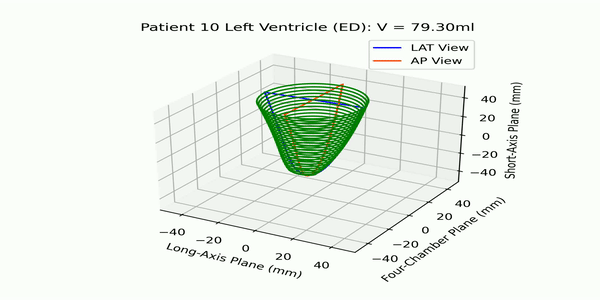 Patient 10 Left Ventricle (ED): V = 79.30ml
LAT View
AP View
40
20
0
−20
−40
Short-Axis Plane (mm)
40
20
0
−20
−40
Four-Chamber Plane (mm)
−40
−20
0
20
40
Long-Axis Plane (mm)